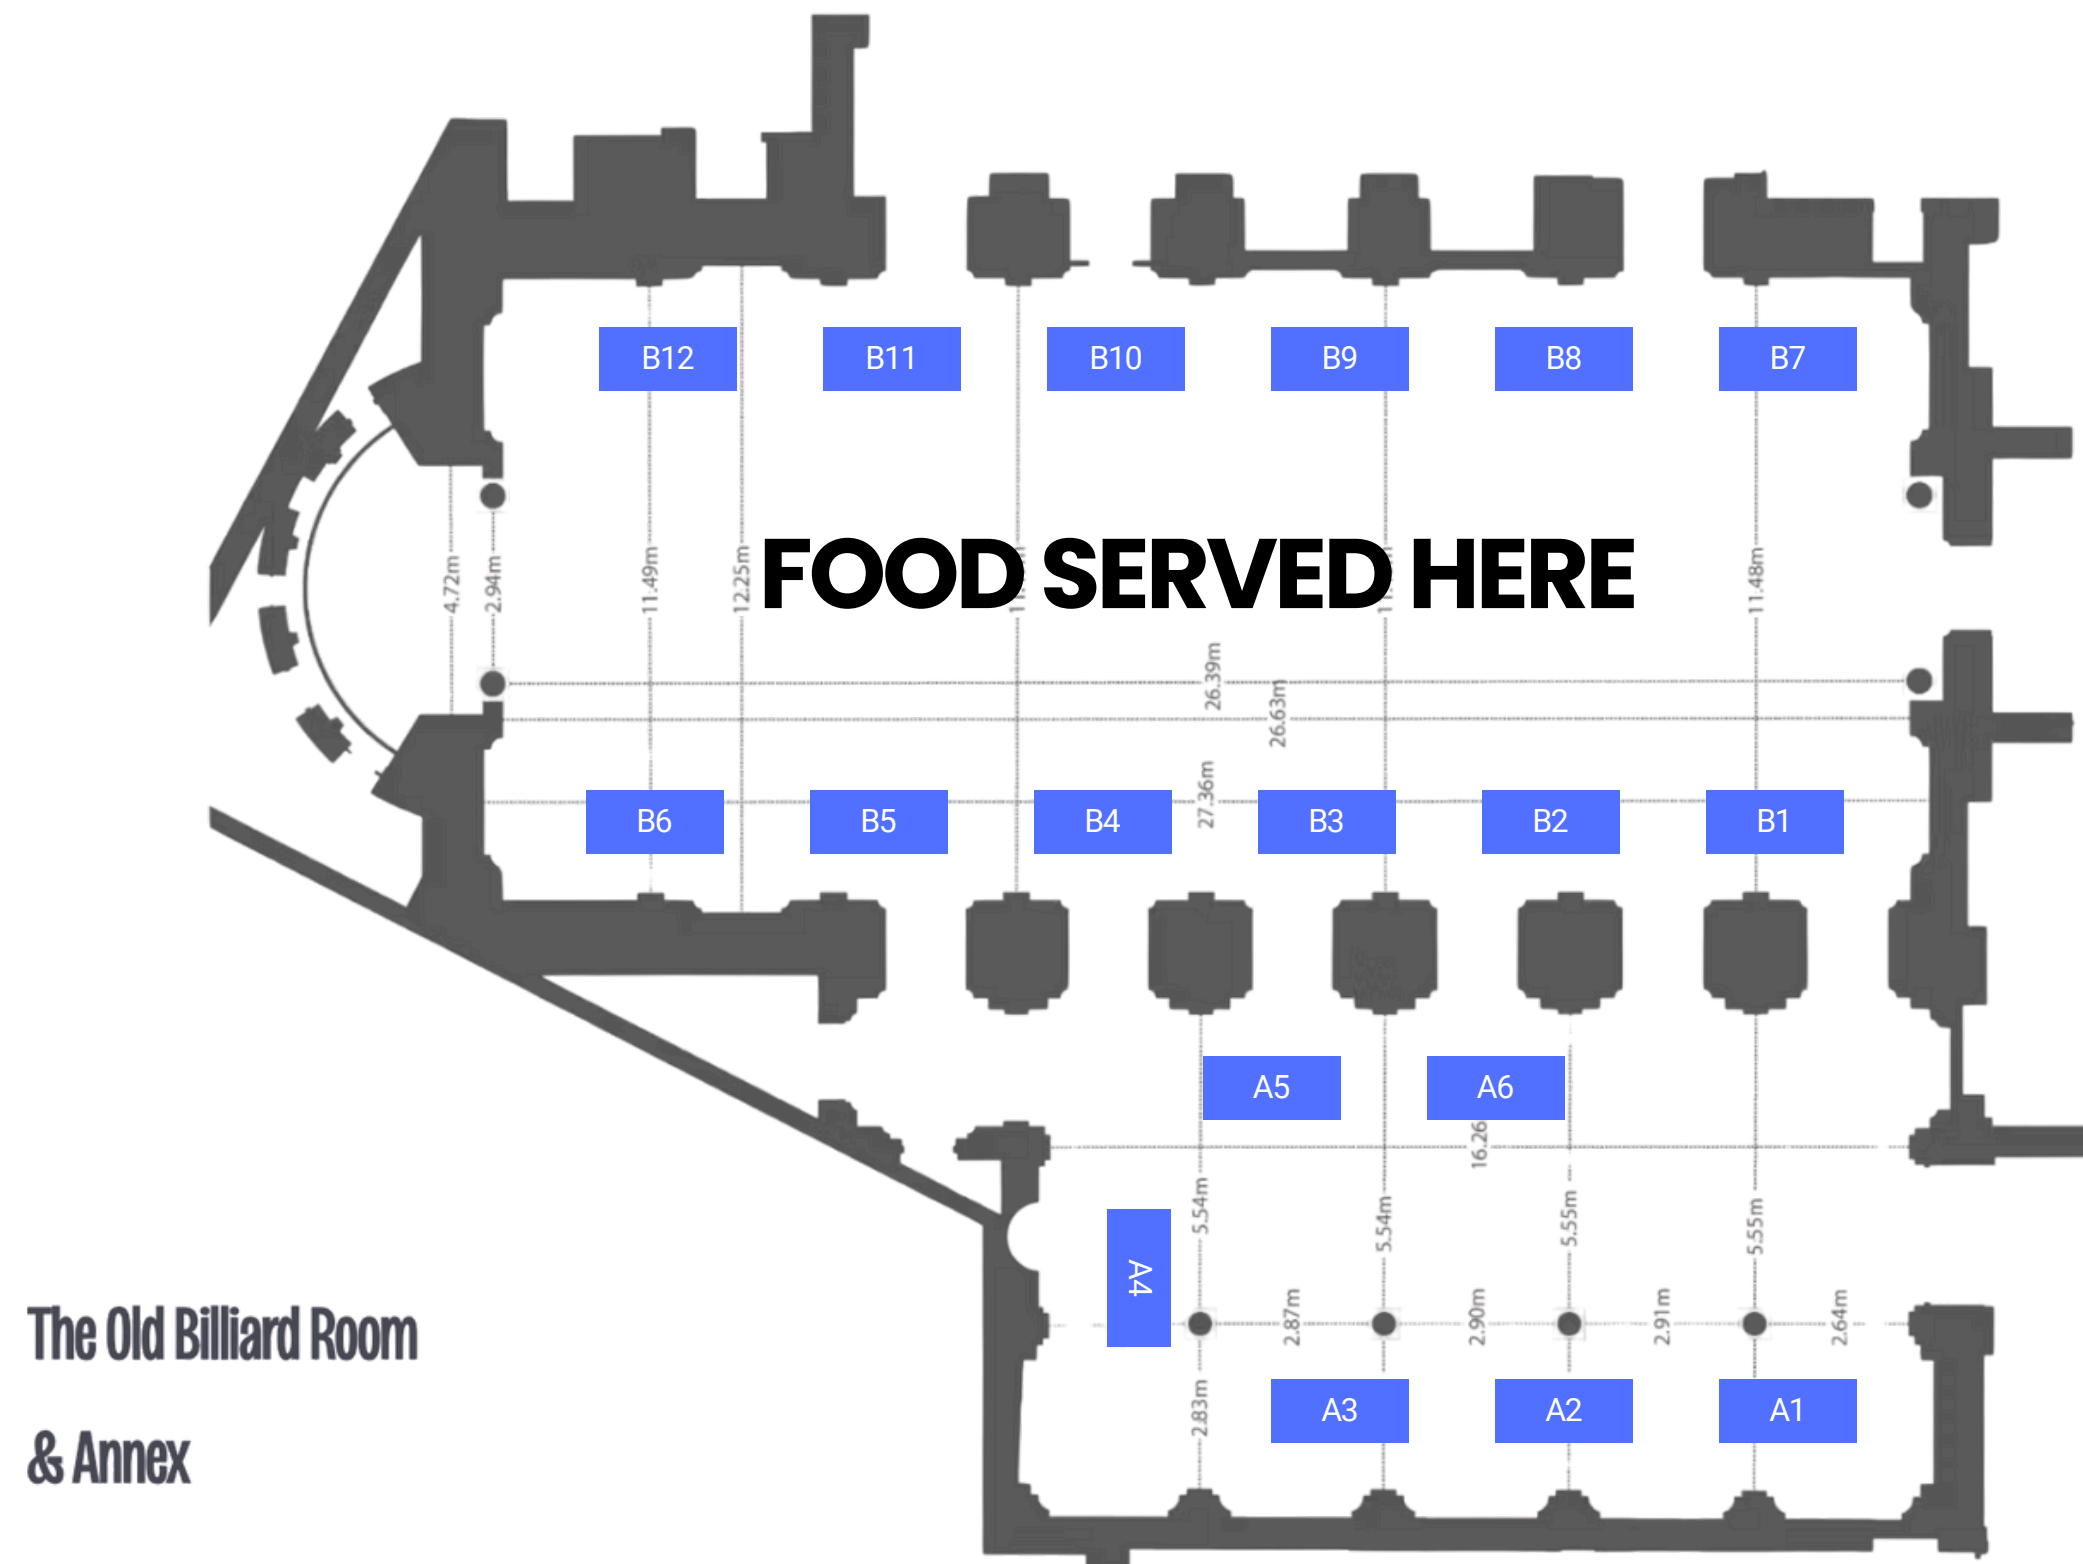 B12
B11
B10
B9
B8
B7
FOOD SERVED HERE
4.72m
2.94m
11.49m
12.25m
11.48m
26.39m
26.63m
27.36m
B6
B5
B4
B3
B2
B1
A5
A6
16.26
5.54m
5.54m
5.55m
5.55m
A4
2.87m
2.90m
2.91m
2.64m
2.83m
A3
A2
A1
The Old Billiard Room
& Annex